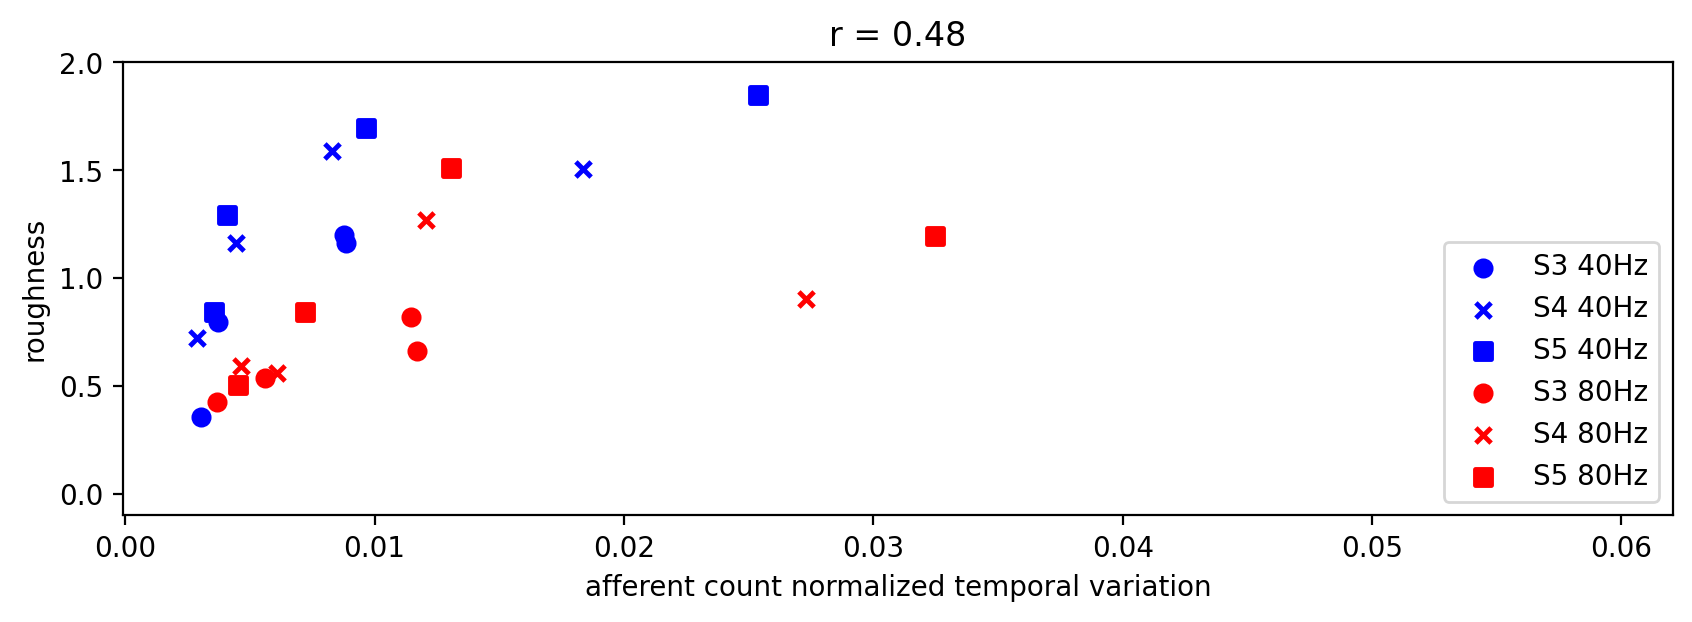 r = 0.48
2.0
1.5
1.0
0.5
0.0
roughness
S3 40Hz
S4 40Hz
S5 40Hz
S3 80Hz
S4 80Hz
S5 80Hz
0.00 0.01 0.02 0.03 0.04 0.05 0.06
afferent count normalized temporal variation